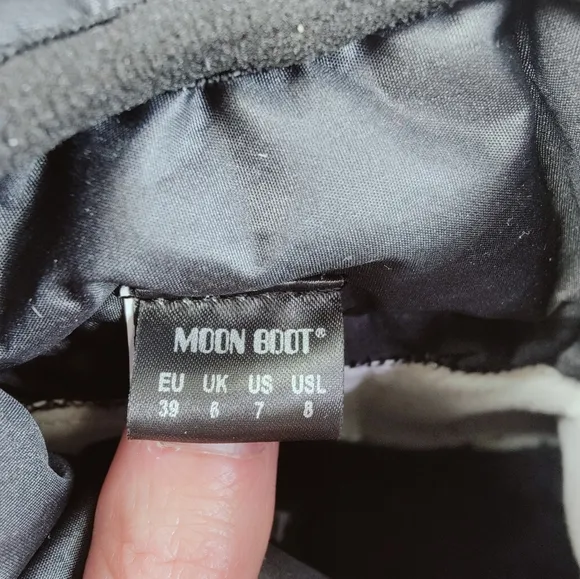 MOON BOOT®
EU UK US USL
39 6 7 8